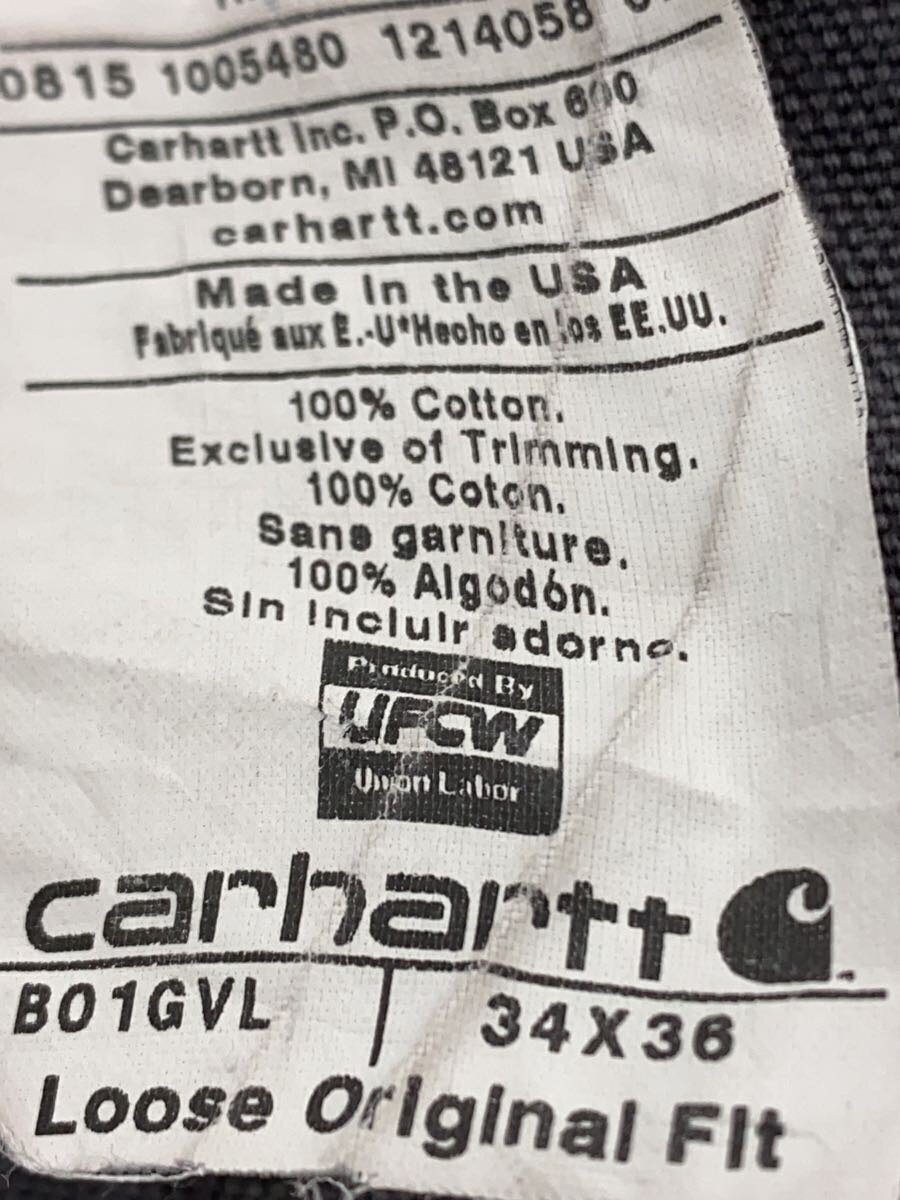 0815 1005480 1214058
Carhartt Inc. P.O. Box 600
Dearborn, MI 48121 USA
carhartt.com
Made in the USA
Fabriqué aux É.-U*Hecho en los EE.UU.
100% Cotton.
Exclusive of Trimming.
100% Coton.
Sans garniture.
100% Algodón.
Sin incluir adorno.
Produced By
UFCW
Union Labor
carhartt
B01GVL 34X36
Loose Original Fit